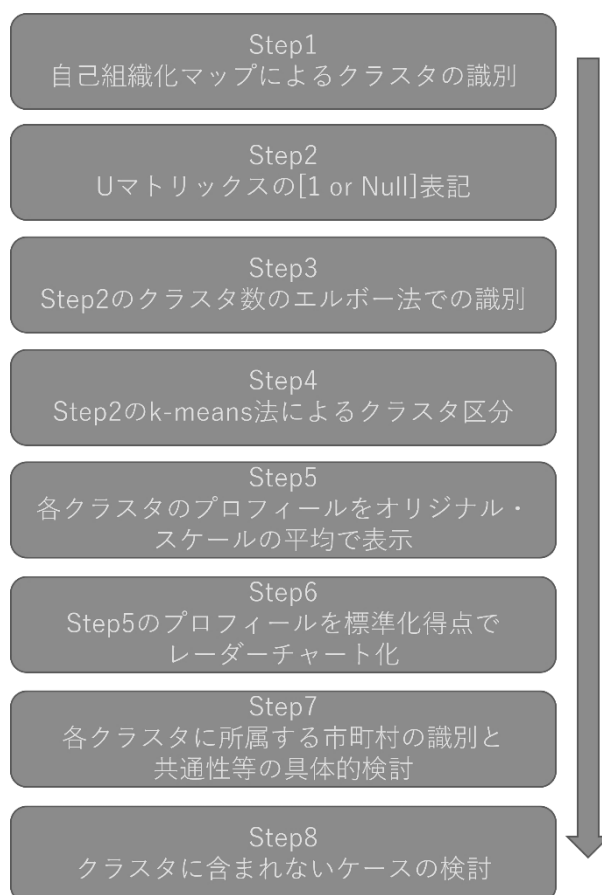 Step1
自己組織化マップによるクラスタの識別
Step2
Uマトリックスの[1 or Null]表記
Step3
Step2のクラスタ数のエルボー法での識別
Step4
Step2のk-means法によるクラスタ区分
Step5
各クラスタのプロフィールをオリジナル・
スケールの平均で表示
Step6
Step5のプロフィールを標準化得点で
レーダーチャート化
Step7
各クラスタに所属する市町村の識別と
共通性等の具体的検討
Step8
クラスタに含まれないケースの検討